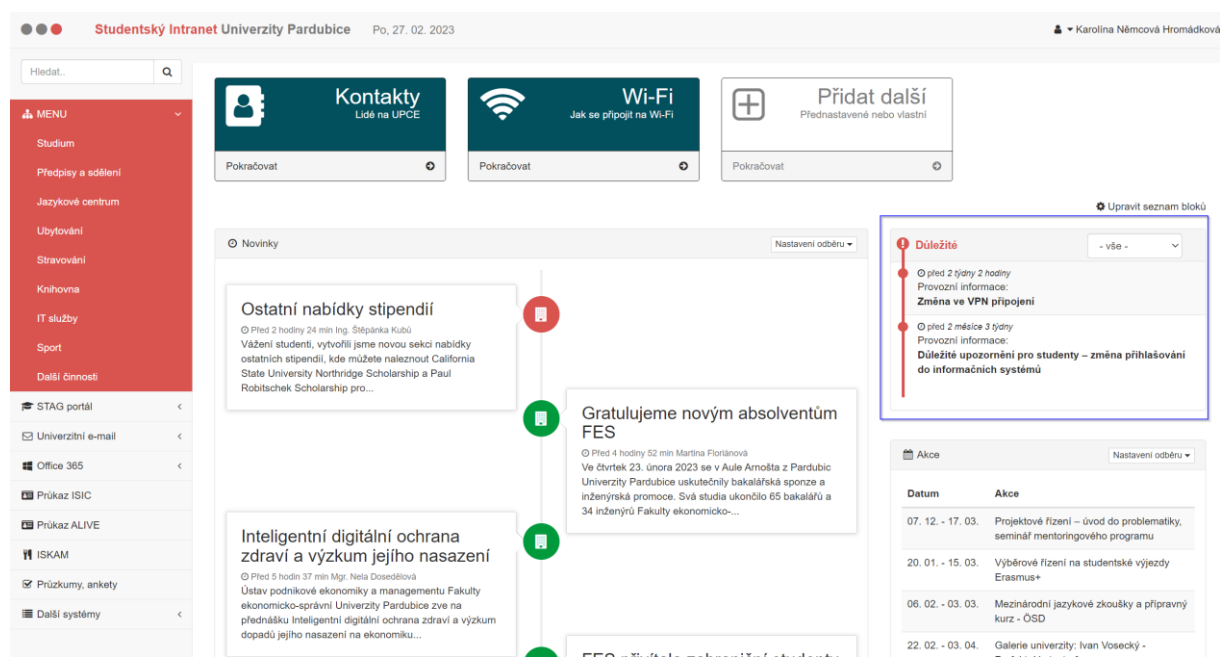 Studentský Intranet Univerzity Pardubice Po, 27. 02. 2023
Karolína Němcová Hromádková
Hledat..
MENU
Studium
Předpisy a sdělení
Jazykové centrum
Ubytování
Stravování
Knihovna
IT služby
Sport
Další činnosti
STAG portál
Univerzitní e-mail
Office 365
Průkaz ISIC
Průkaz ALIVE
ISKAM
Průzkumy, ankety
Další systémy
Kontakty
Lidé na UPCE
Pokračovat
Wi-Fi
Jak se připojit na Wi-Fi
Pokračovat
Přidat další
Přednastavené nebo vlastní
Pokračovat
Upravit seznam bloků
Novinky
Nastavení odběru
Ostatní nabídky stipendií
Před 2 hodiny 24 min Ing. Štěpánka Kubů
Vážení studenti, vytvořili jsme novou sekci nabídky
ostatních stipendií, kde můžete naleznout California
State University Northridge Scholarship a Paul
Robitschek Scholarship pro...
Gratulujeme novým absolventům
FES
Před 4 hodiny 52 min Martina Floriánová
Ve čtvrtek 23. února 2023 se v Aule Arnošta z Pardubic
Univerzity Pardubice uskutečnily bakalářská sponze a
inženýrská promoce. Svá studia ukončilo 65 bakalářů a
34 inženýrů Fakulty ekonomicko-...
Inteligentní digitální ochrana
zdraví a výzkum jejího nasazení
Před 5 hodin 37 min Mgr. Nela Dosedělová
Ústav podnikové ekonomiky a managementu Fakulty
ekonomicko-správní Univerzity Pardubice zve na
přednášku Inteligentní digitální ochrana zdraví a výzkum
dopadů jejího nasazení na ekonomiku...
Důležité
- vše -
před 2 týdny 2 hodiny
Provozní informace:
Změna ve VPN připojení
před 2 měsíce 3 týdny
Provozní informace:
Důležité upozornění pro studenty – změna přihlašování
do informačních systémů
Akce
Nastavení odběru
Datum Akce
07. 12. - 17. 03. Projektové řízení – úvod do problematiky,
seminář mentoringového programu
20. 01. - 15. 03. Výběrové řízení na studentské výjezdy
Erasmus+
06. 02. - 03. 03. Mezinárodní jazykové zkoušky a přípravný
kurz - ÖSD
22. 02. - 03. 04. Galerie univerzity: Ivan Vosecký -